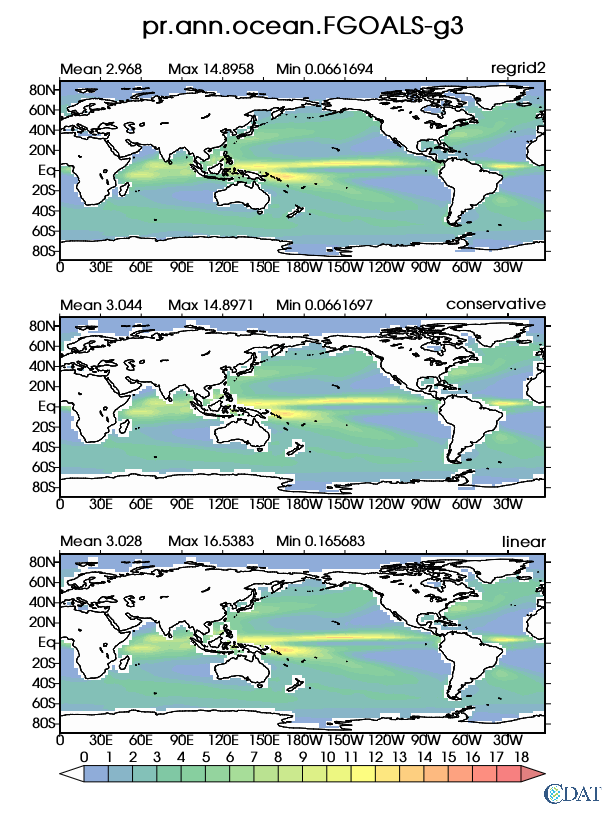 pr.ann.ocean.FGOALS-g3
Mean 2.968 Max 14.8958 Min 0.0661694 regrid2
80N
60N
40N
20N
Eq
20S
40S
60S
80S
0 30E 60E 90E 120E 150E 180W 150W 120W 90W 60W 30W
Mean 3.044 Max 14.8971 Min 0.0661697 conservative
80N
60N
40N
20N
Eq
20S
40S
60S
80S
0 30E 60E 90E 120E 150E 180W 150W 120W 90W 60W 30W
Mean 3.028 Max 16.5383 Min 0.165683 linear
80N
60N
40N
20N
Eq
20S
40S
60S
80S
0 30E 60E 90E 120E 150E 180W 150W 120W 90W 60W 30W
0 1 2 3 4 5 6 7 8 9 10 11 12 13 14 15 16 17 18
CDAT